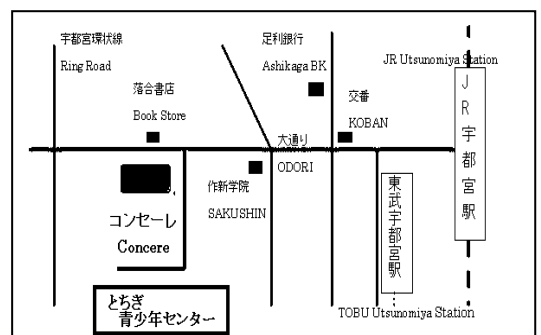 宇都宮環状線
Ring Road
足利銀行
Ashikaga BK
JR Utsunomiya Station
落合書店
Book Store
交番
KOBAN
JR宇都宮駅
大通り
ODORI
作新学院
SAKUSHIN
コンセーレ
Concere
東武宇都宮駅
とちぎ
青少年センター
TOBU Utsunomiya Station